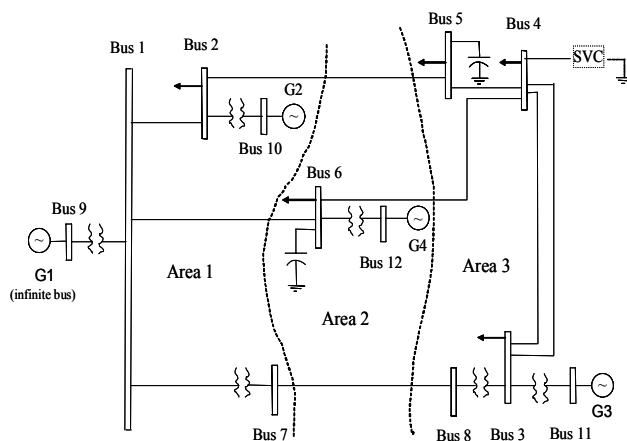 Bus 5
Bus 4
Bus 1
Bus 2
SVC
G2
~
Bus 10
Bus 6
Bus 9
~
~
G4
G1
(infinite bus)
Area 1
Bus 12
Area 3
Area 2
~
G3
Bus 7
Bus 8
Bus 3
Bus 11